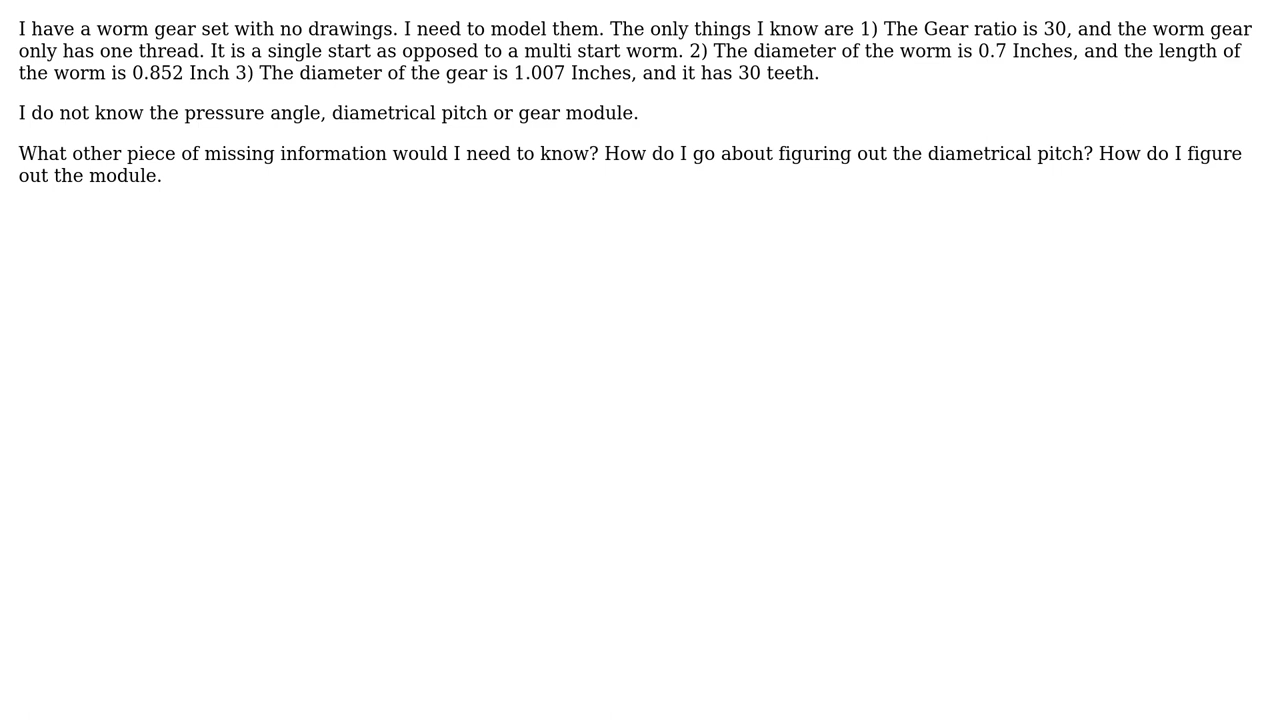 I have a worm gear set with no drawings. I need to model them. The only things I know are 1) The Gear ratio is 30, and the worm gear
only has one thread. It is a single start as opposed to a multi start worm. 2) The diameter of the worm is 0.7 Inches, and the length of
the worm is 0.852 Inch 3) The diameter of the gear is 1.007 Inches, and it has 30 teeth.
I do not know the pressure angle, diametrical pitch or gear module.
What other piece of missing information would I need to know? How do I go about figuring out the diametrical pitch? How do I figure
out the module.